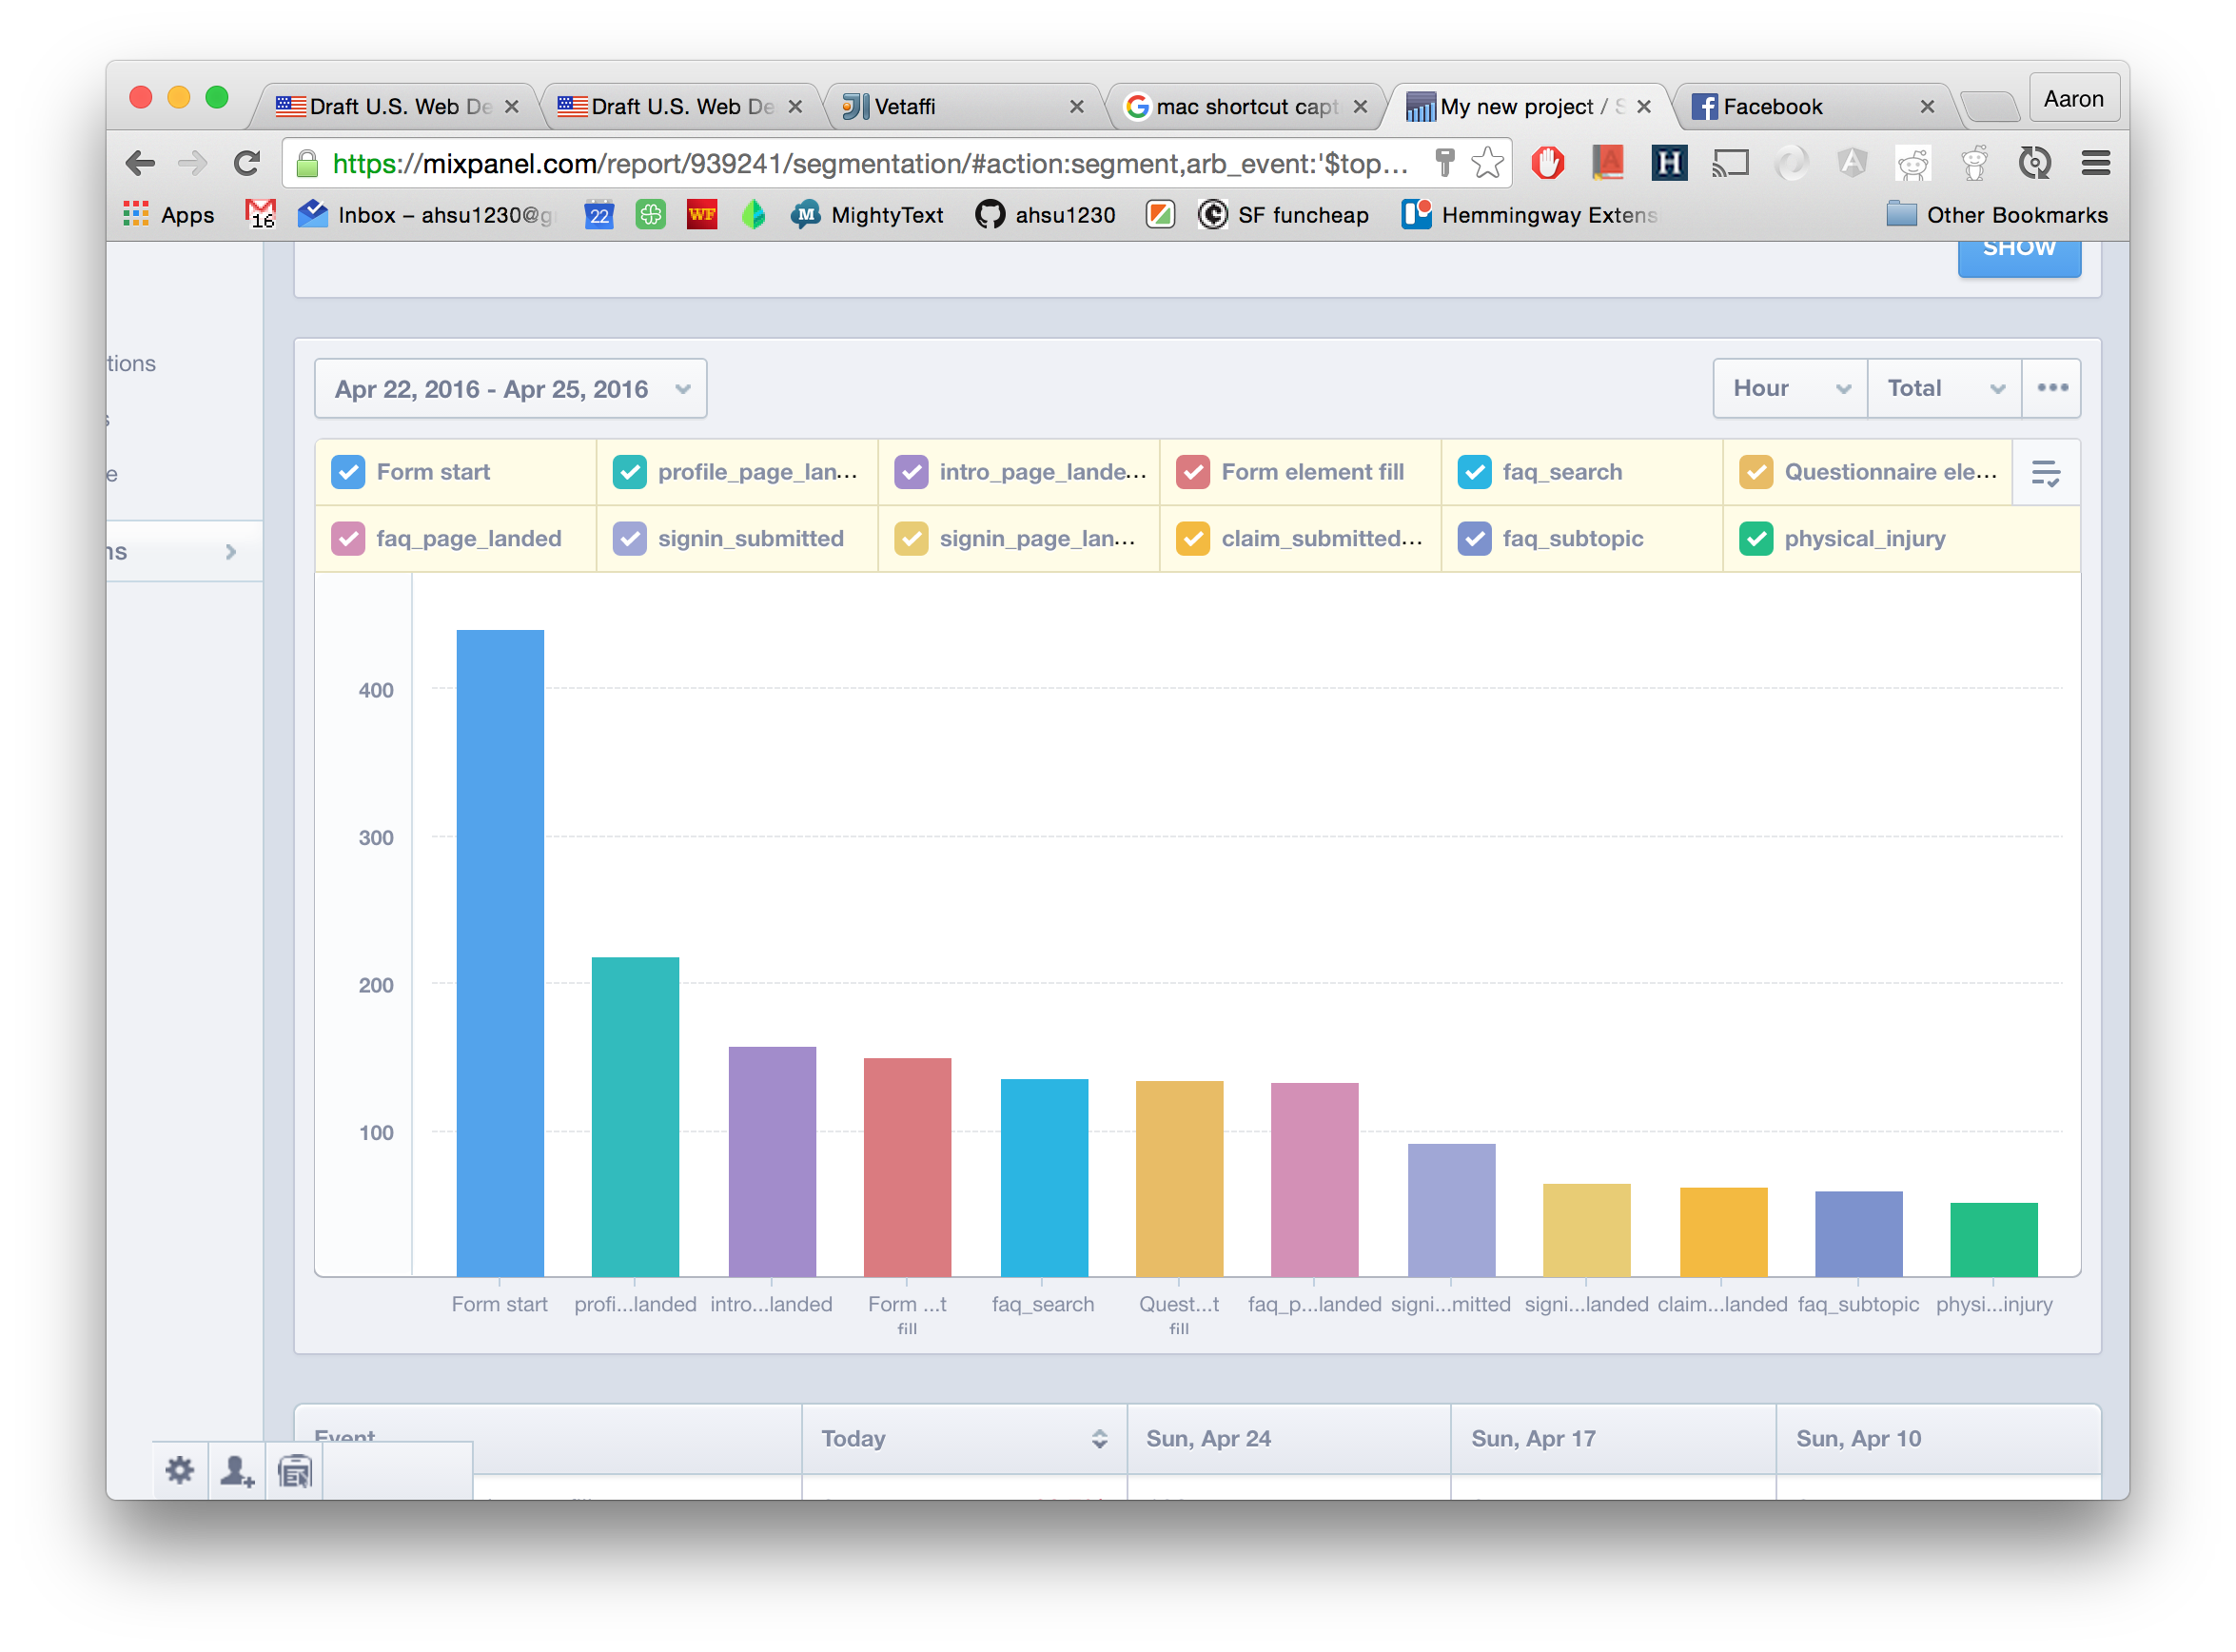 Draft U.S. Web De
Draft U.S. Web De
Vetaffi
mac shortcut capt
My new project / S
Facebook
Aaron
https://mixpanel.com/report/939241/segmentation/#action:segment,arb_event:'$top...
Apps
16
Inbox – ahsu1230@g
22
WF
M
MightyText
ahsu1230
SF funcheap
Hemmingway Extens
Other Bookmarks
SHOW
tions
s
e
ns
Apr 22, 2016 - Apr 25, 2016
Hour
Total
Form start
profile_page_lan...
intro_page_lande...
Form element fill
faq_search
Questionnaire ele...
faq_page_landed
signin_submitted
signin_page_lan...
claim_submitted...
faq_subtopic
physical_injury
400
300
200
100
Form start
profi...landed
intro...landed
Form ...t
fill
faq_search
Quest...t
fill
faq_p...landed
signi...mitted
signi...landed
claim...landed
faq_subtopic
physi...injury
Event
Today
Sun, Apr 24
Sun, Apr 17
Sun, Apr 10